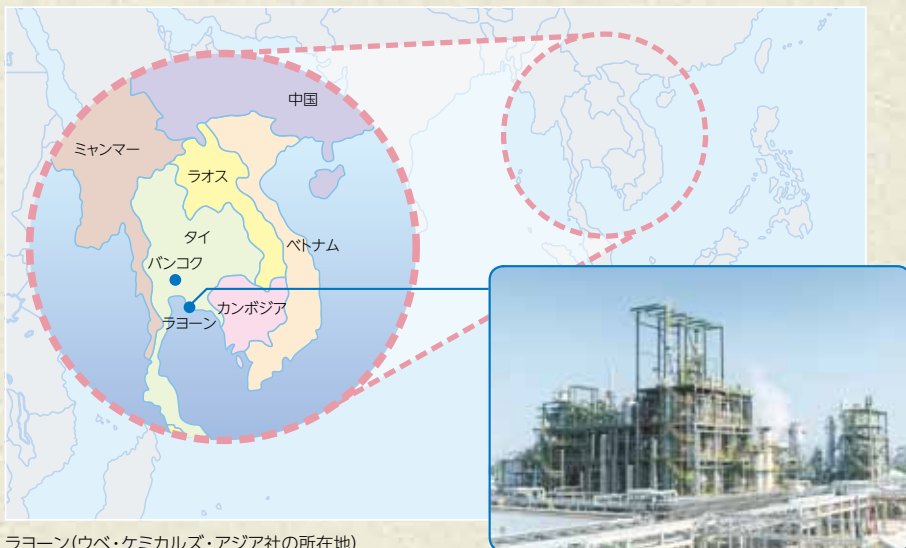 中国
ミャンマー
ラオス
タイ
ベトナム
バンコク
カンボジア
ラヨーン
ラヨーン(ウベ・ケミカルズ・アジア社の所在地)